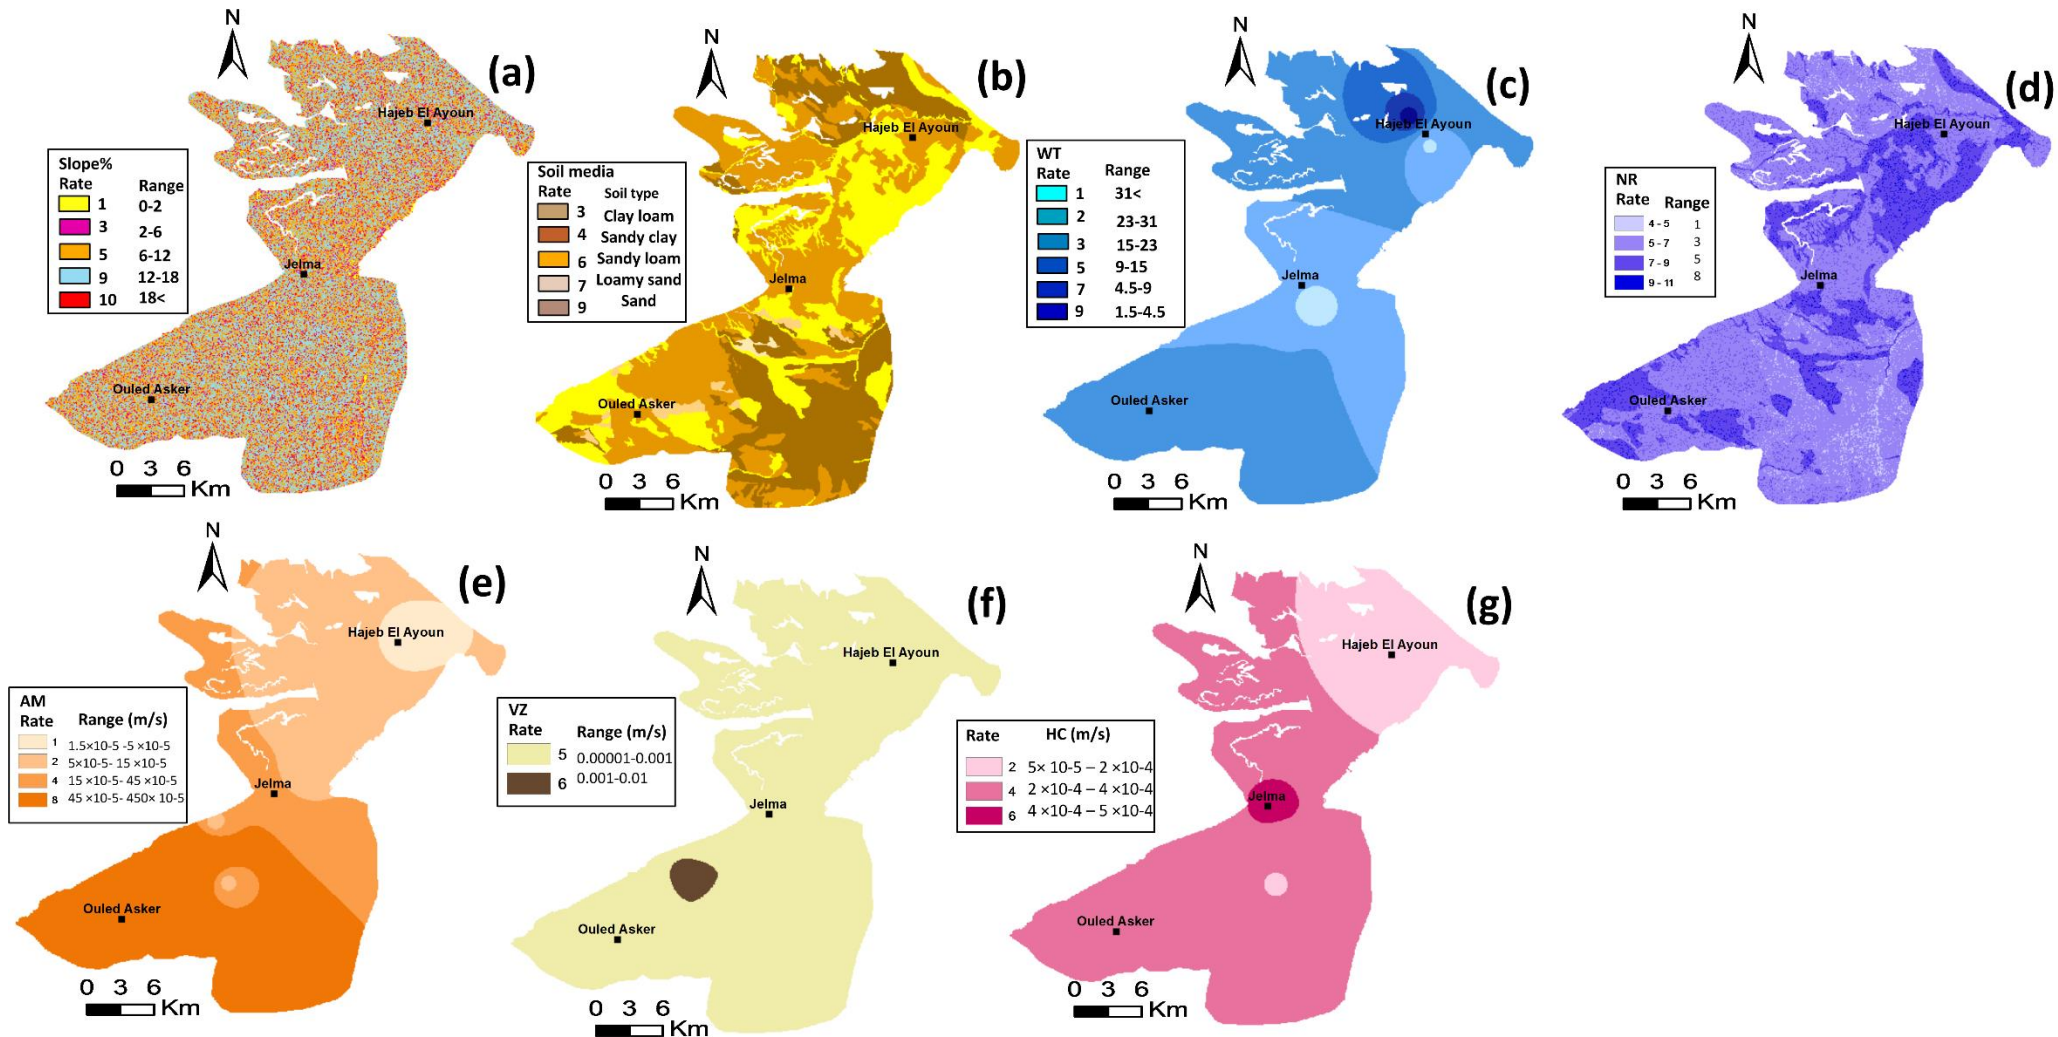 N
(a)
Hajeb El Ayoun
Slope%
Rate Range
1 0-2
3 2-6
5 6-12
9 12-18
10 18<
Jelma
Ouled Asker
0 3 6
Km
N
(b)
Hajeb El Ayoun
Soil media
Rate Soil type
3 Clay loam
4 Sandy clay
6 Sandy loam
7 Loamy sand
9 Sand
Jelma
Ouled Asker
0 3 6
Km
N
(c)
Hajeb El Ayoun
WT
Rate Range
1 31<
2 23-31
3 15-23
5 9-15
7 4.5-9
9 1.5-4.5
Jelma
Ouled Asker
0 3 6
Km
N
(d)
Hajeb El Ayoun
NR
Rate Range
4 - 5 1
5 - 7 3
7 - 9 5
9 - 11 8
Jelma
Ouled Asker
0 3 6
Km
N
(e)
Hajeb El Ayoun
AM
Rate Range (m/s)
1 1.5×10-5 -5 ×10-5
2 5×10-5- 15 ×10-5
4 15 ×10-5- 45 ×10-5
8 45 ×10-5- 450× 10-5
Jelma
Ouled Asker
0 3 6
Km
N
(f)
Hajeb El Ayoun
VZ
Rate Range (m/s)
5 0.00001-0.001
6 0.001-0.01
Jelma
Ouled Asker
0 3 6
Km
N
(g)
Hajeb El Ayoun
Rate HC (m/s)
2 5× 10-5 – 2 ×10-4
4 2 ×10-4 – 4 ×10-4
6 4 ×10-4 – 5 ×10-4
Jelma
Ouled Asker
0 3 6
Km